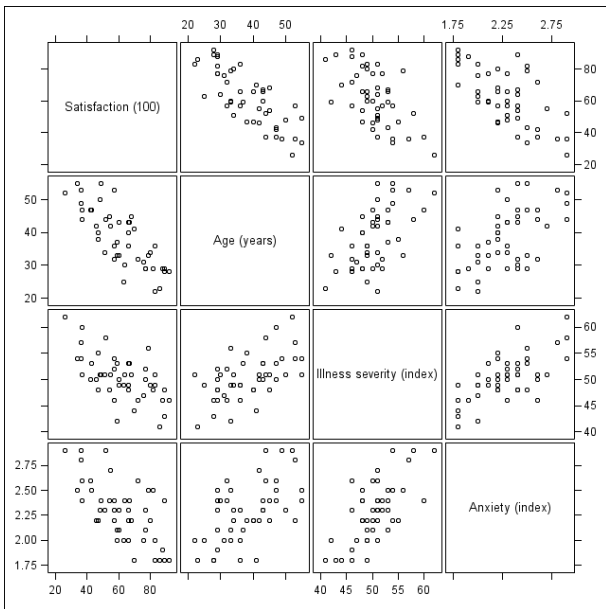 20 30 40 50
1.75 2.25 2.75
Satisfaction (100)
80
60
40
20
50
40
30
20
Age (years)
Illness severity (index)
60
55
50
45
40
2.75
2.50
2.25
2.00
1.75
Anxiety (index)
20 40 60 80
20 30 40 50
40 45 50 55 60